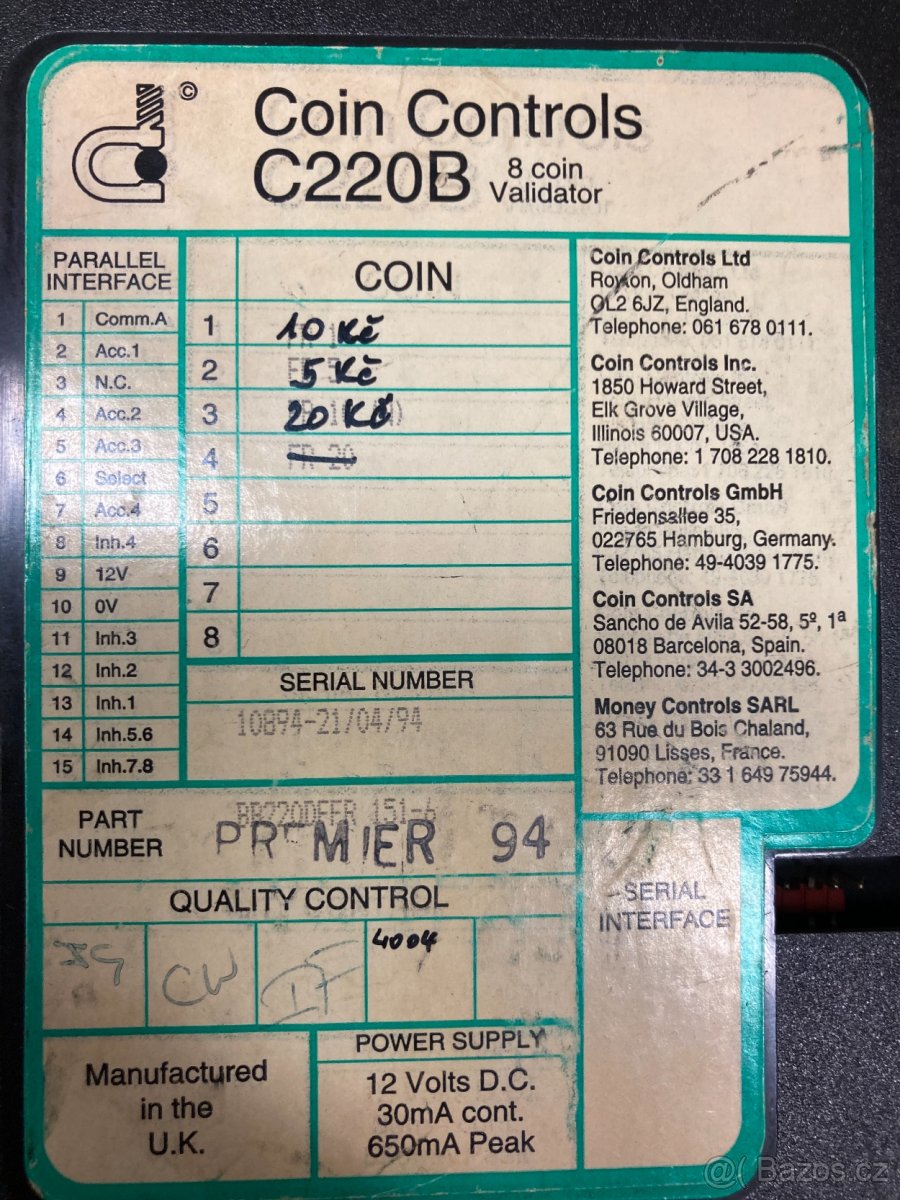 ©
Coin Controls
C220B 8 coin
Validator
PARALLEL
INTERFACE
1 Comm.A
2 Acc.1
3 N.C.
4 Acc.2
5 Acc.3
6 Select
7 Acc.4
8 Inh.4
9 12V
10 0V
11 Inh.3
12 Inh.2
13 Inh.1
14 Inh.5.6
15 Inh.7.8
COIN
1 10 Kč
2 5 Kč
3 20 Kč
4 FR 20
5
6
7
8
SERIAL NUMBER
10894-21/04/94
Coin Controls Ltd
Royton, Oldham
OL2 6JZ, England.
Telephone: 061 678 0111.
Coin Controls Inc.
1850 Howard Street,
Elk Grove Village,
Illinois 60007, USA.
Telephone: 1 708 228 1810.
Coin Controls GmbH
Friedensallee 35,
022765 Hamburg, Germany.
Telephone: 49-4039 1775.
Coin Controls SA
Sancho de Avila 52-58, 5º, 1ª
08018 Barcelona, Spain.
Telephone: 34-3 3002496.
Money Controls SARL
63 Rue du Bois Chaland,
91090 Lisses, France.
Telephone: 33 1 649 75944.
PART
NUMBER
151-6
PREMIER 94
QUALITY CONTROL
CW
4004
SERIAL
INTERFACE
Manufactured
in the
U.K.
POWER SUPPLY
12 Volts D.C.
30mA cont.
650mA Peak
@( Bazos.cz